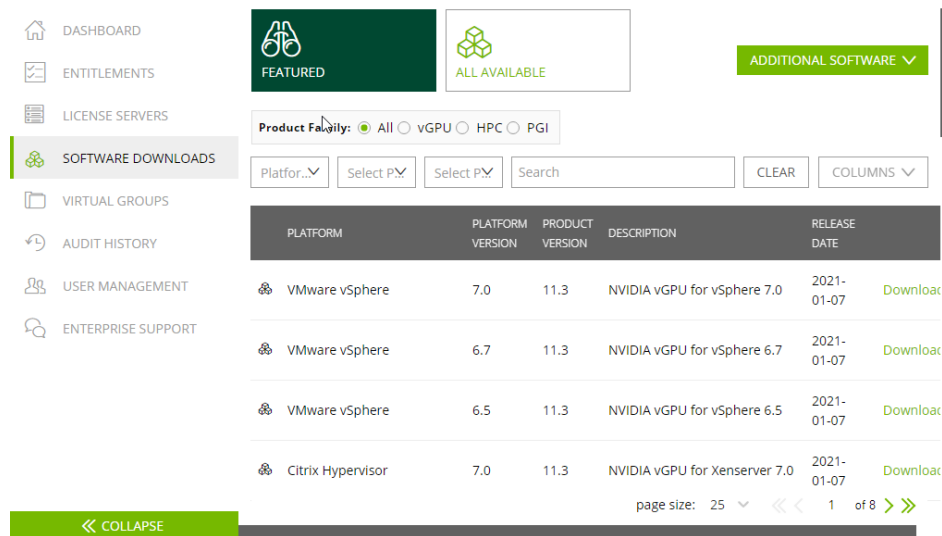 DASHBOARD
ENTITLEMENTS
LICENSE SERVERS
SOFTWARE DOWNLOADS
VIRTUAL GROUPS
AUDIT HISTORY
USER MANAGEMENT
ENTERPRISE SUPPORT
COLLAPSE
FEATURED
ALL AVAILABLE
ADDITIONAL SOFTWARE
Product Family: All vGPU HPC PGI
Platfor... Select P... Select P... Search CLEAR COLUMNS
PLATFORM PLATFORM VERSION PRODUCT VERSION DESCRIPTION RELEASE DATE
VMware vSphere 7.0 11.3 NVIDIA vGPU for vSphere 7.0 2021-01-07 Download
VMware vSphere 6.7 11.3 NVIDIA vGPU for vSphere 6.7 2021-01-07 Download
VMware vSphere 6.5 11.3 NVIDIA vGPU for vSphere 6.5 2021-01-07 Download
Citrix Hypervisor 7.0 11.3 NVIDIA vGPU for Xenserver 7.0 2021-01-07 Download
page size: 25 1 of 8